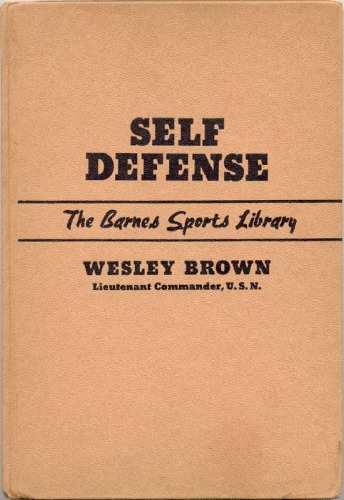 SELF
DEFENSE
The Barnes Sports Library
WESLEY BROWN
Lieutenant Commander, U.S.N.